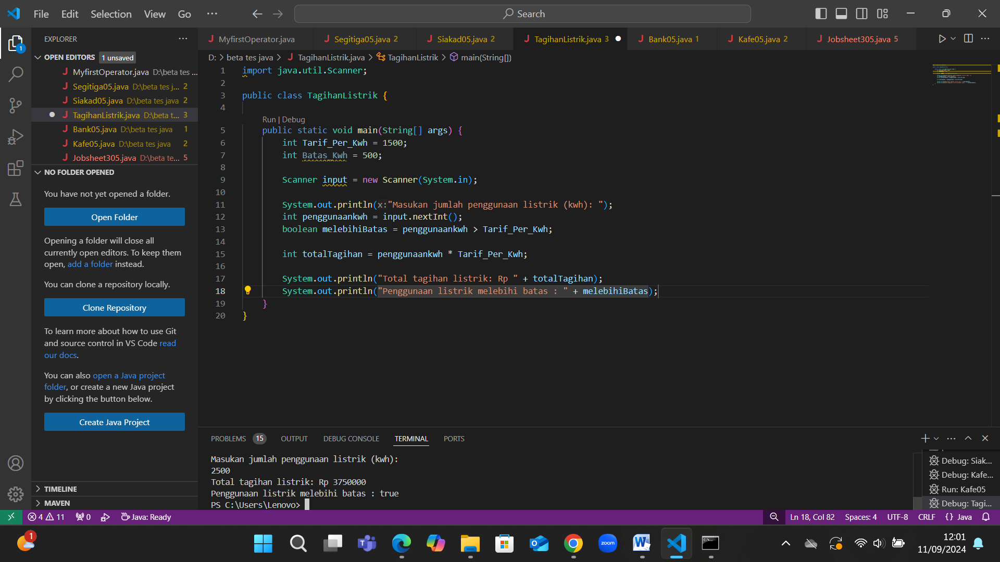 File Edit Selection View Go ··· Search
EXPLORER ···
OPEN EDITORS 1 unsaved
MyfirstOperator.java D:\beta tes ...
Segitiga05.java D:\beta tes j... 2
Siakad05.java D:\beta tes java 2
TagihanListrik.java D:\beta t... 3
Bank05.java D:\beta tes java 1
Kafe05.java D:\beta tes java 2
Jobsheet305.java D:\beta te... 5
NO FOLDER OPENED
You have not yet opened a folder.
Open Folder
Opening a folder will close all
currently open editors. To keep them
open, add a folder instead.
You can clone a repository locally.
Clone Repository
To learn more about how to use Git
and source control in VS Code read
our docs.
You can also open a Java project
folder, or create a new Java project
by clicking the button below.
Create Java Project
TIMELINE
MAVEN
MyfirstOperator.java Segitiga05.java 2 Siakad05.java 2 TagihanListrik.java 3 Bank05.java 1 Kafe05.java 2 Jobsheet305.java 5
D: > beta tes java > TagihanListrik.java > TagihanListrik > main(String[])
1 import java.util.Scanner;
2
3 public class TagihanListrik {
4
Run | Debug
5 public static void main(String[] args) {
6 int Tarif_Per_Kwh = 1500;
7 int Batas_Kwh = 500;
8
9 Scanner input = new Scanner(System.in);
10
11 System.out.println(x:"Masukan jumlah penggunaan listrik (kwh): ");
12 int penggunaankwh = input.nextInt();
13 boolean melebihiBatas = penggunaankwh > Tarif_Per_Kwh;
14
15 int totalTagihan = penggunaankwh * Tarif_Per_Kwh;
16
17 System.out.println("Total tagihan listrik: Rp " + totalTagihan);
18 System.out.println("Penggunaan listrik melebihi batas : " + melebihiBatas);
19 }
20 }
PROBLEMS 15 OUTPUT DEBUG CONSOLE TERMINAL PORTS
Masukan jumlah penggunaan listrik (kwh):
2500
Total tagihan listrik: Rp 3750000
Penggunaan listrik melebihi batas : true
PS C:\Users\Lenovo>
Debug: Siak...
Debug: Kafe...
Run: Kafe05
Debug: Tagi...
4 11 0 Java: Ready Ln 18, Col 82 Spaces: 4 UTF-8 CRLF {} Java
1
zoom
12:01
11/09/2024